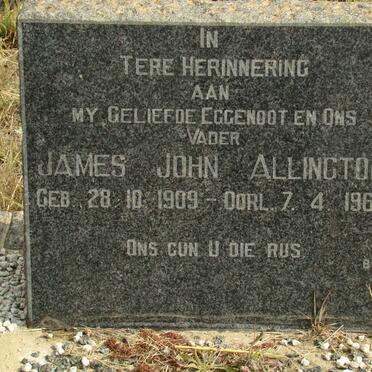 IN
TERE HERINNERING
AAN
MY GELIEFDE EGGENOOT EN ONS
VADER
JAMES JOHN ALLINGTO
GEB. 28. 10. 1909 - OORL. 7. 4. 196
ONS GUN U DIE RUS
B